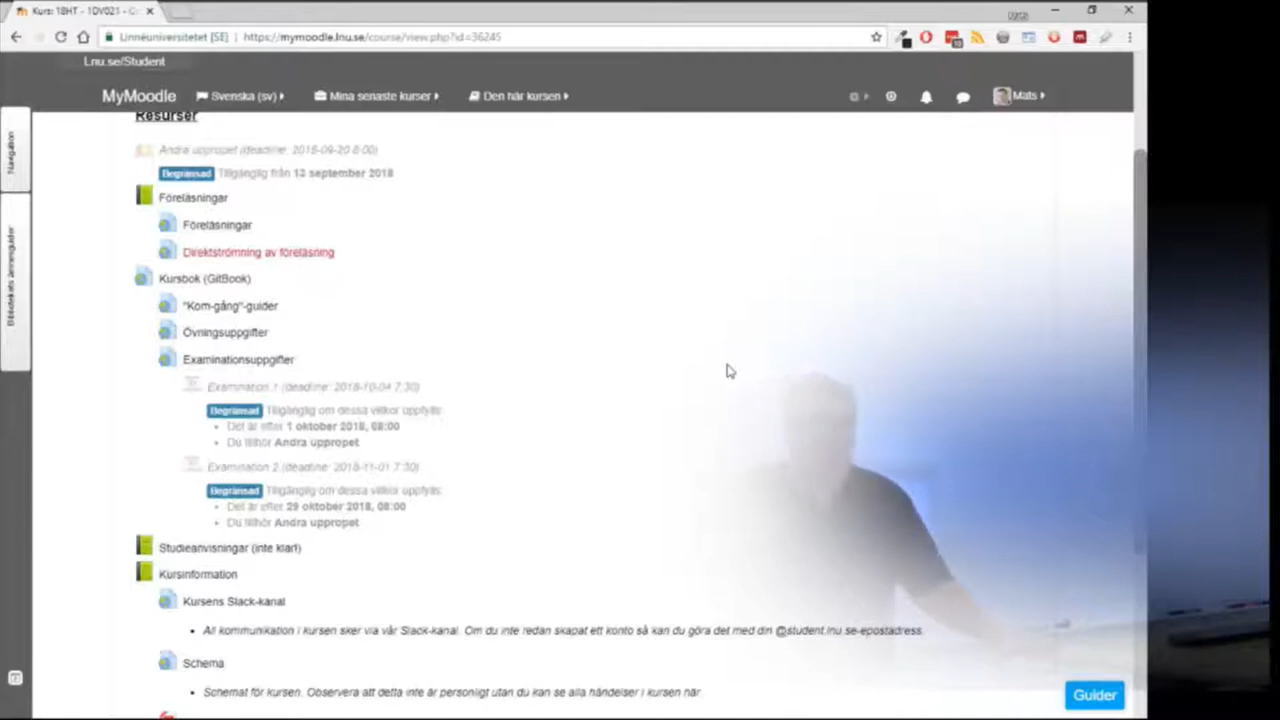 Kurs: 18HT - 1DV021 - Gr
Linnéuniversitetet [SE] | https://mymoodle.lnu.se/course/view.php?id=36245
Lnu.se/Student
MyMoodle
Svenska (sv)
Mina senaste kurser
Den här kursen
Mats
Navigation
Bibliotekets ämnesguider
Resurser
Andra uppropet (deadline: 2018-09-20 8:00)
Begränsad Tillgänglig från 13 september 2018
Föreläsningar
Föreläsningar
Direktströmning av föreläsning
Kursbok (GitBook)
"Kom-gång"-guider
Övningsuppgifter
Examinationsuppgifter
Examination 1 (deadline: 2018-10-04 7:30)
Begränsad Tillgänglig om dessa villkor uppfylls:
Det är efter 1 oktober 2018, 08:00
Du tillhör Andra uppropet
Examination 2 (deadline: 2018-11-01 7:30)
Begränsad Tillgänglig om dessa villkor uppfylls:
Det är efter 29 oktober 2018, 08:00
Du tillhör Andra uppropet
Studieanvisningar (inte klart)
Kursinformation
Kursens Slack-kanal
All kommunikation i kursen sker via vår Slack-kanal. Om du inte redan skapat ett konto så kan du göra det med din @student.lnu.se-epostadress.
Schema
Schemat för kursen. Observera att detta inte är personligt utan du kan se alla händelser i kursen här
Guider